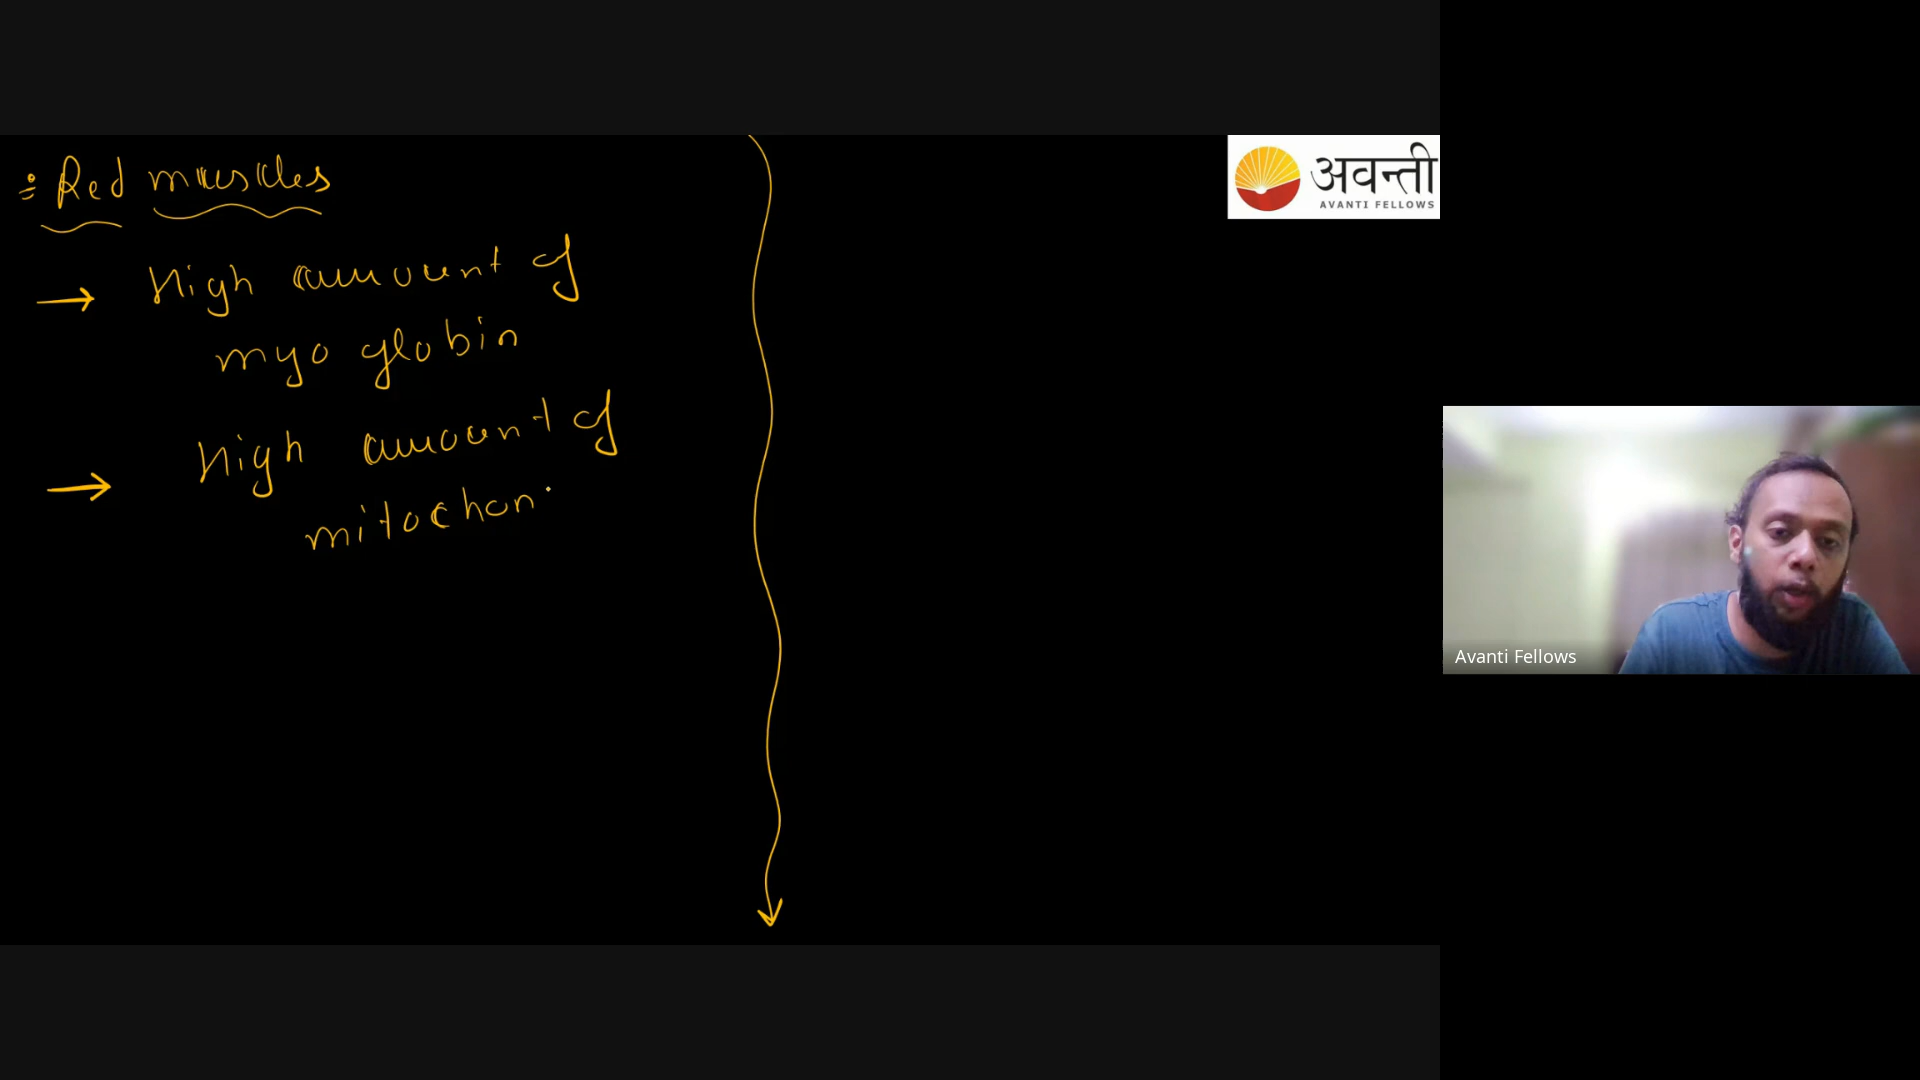 Red muscles
→ High amount of
myo globin
→ High amount of
mitochon
अवन्ती
AVANTI FELLOWS
Avanti Fellows